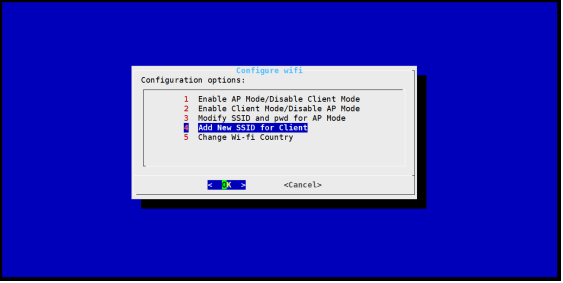 Configure wifi
Configuration options:
1 Enable AP Mode/Disable Client Mode
2 Enable Client Mode/Disable AP Mode
3 Modify SSID and pwd for AP Mode
4 Add New SSID for Client
5 Change Wi-fi Country
< OK > <Cancel>